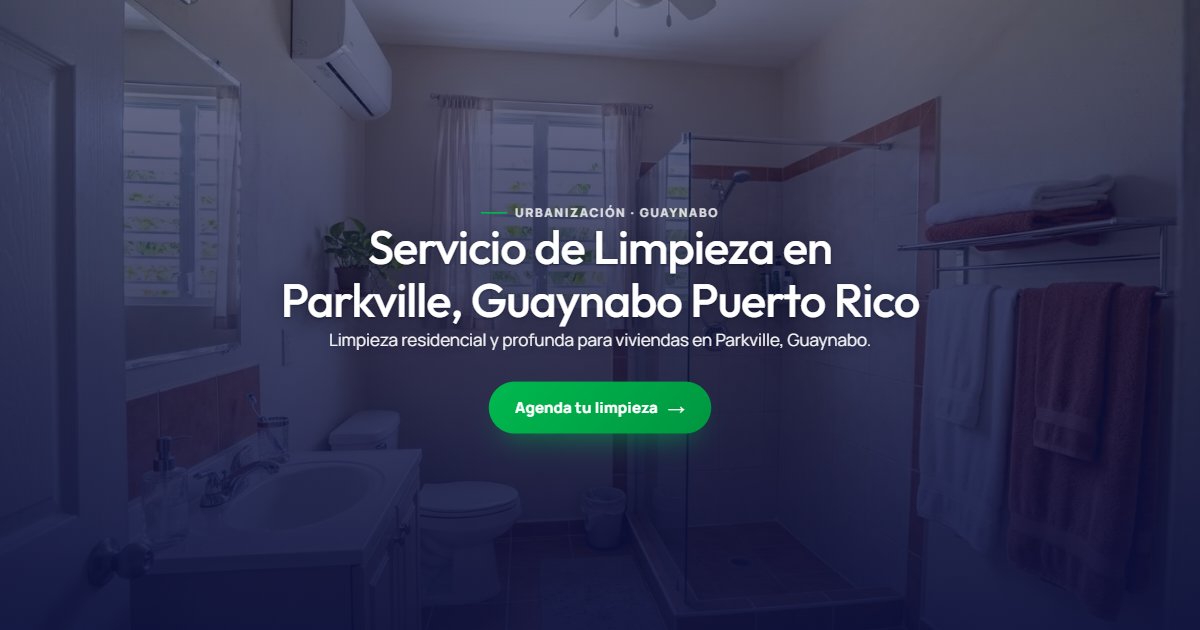 URBANIZACIÓN · GUAYNABO
Servicio de Limpieza en
Parkville, Guaynabo Puerto Rico
Limpieza residencial y profunda para viviendas en Parkville, Guaynabo.
Agenda tu limpieza →